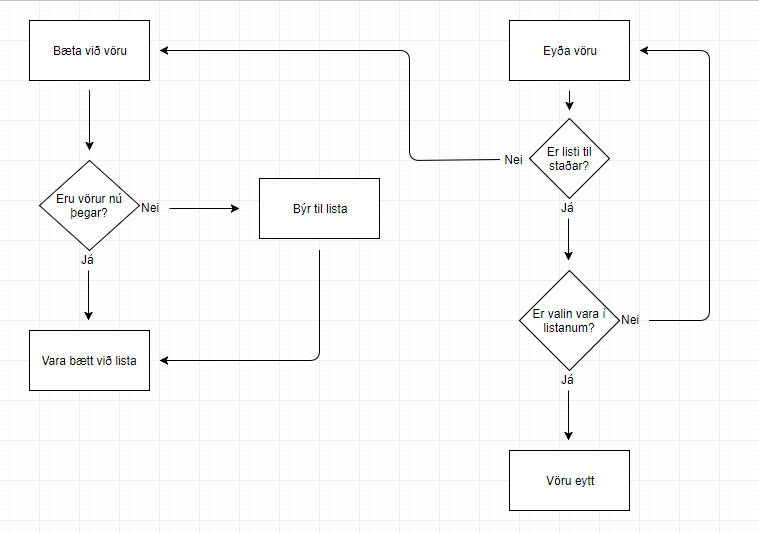 Bæta við vöru
Eyða vöru
Er listi til
staðar?
Nei
Já
Eru vörur nú
þegar?
Nei
Býr til lista
Já
Er valin vara í
listanum?
Nei
Já
Vara bætt við lista
Vöru eytt